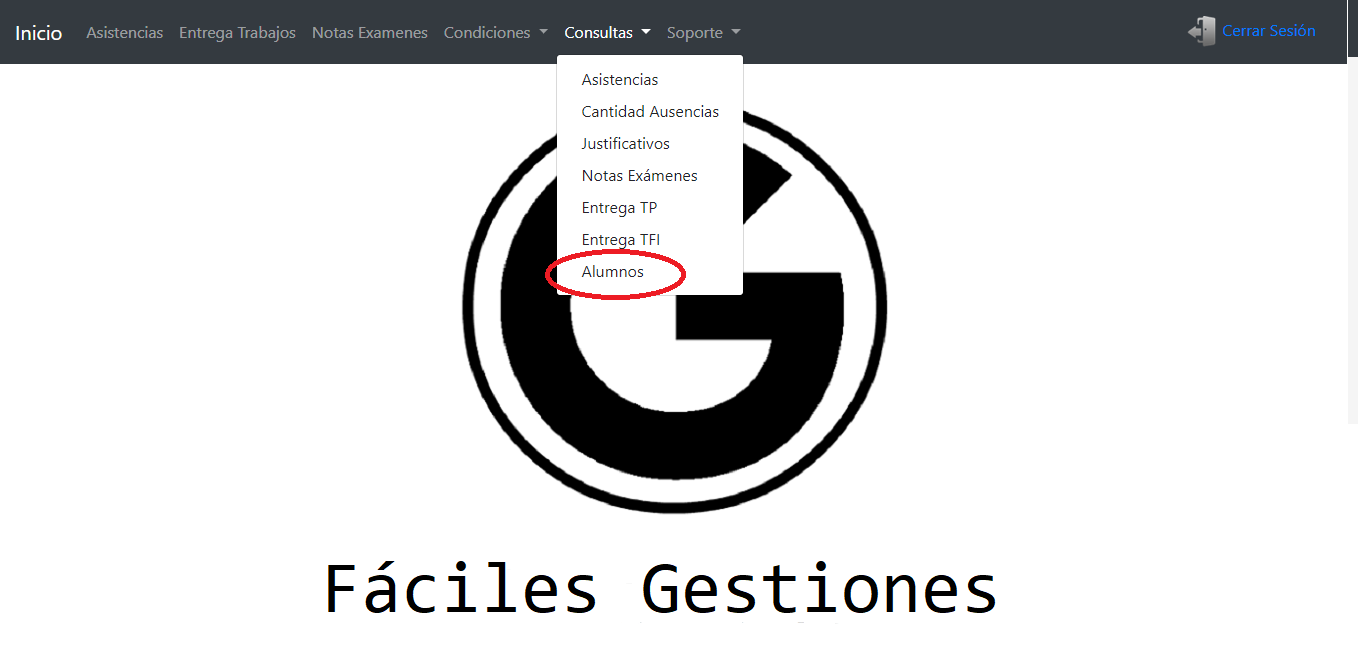 Inicio Asistencias Entrega Trabajos Notas Examenes Condiciones Consultas Soporte Cerrar Sesión
Asistencias
Cantidad Ausencias
Justificativos
Notas Exámenes
Entrega TP
Entrega TFI
Alumnos
Fáciles Gestiones